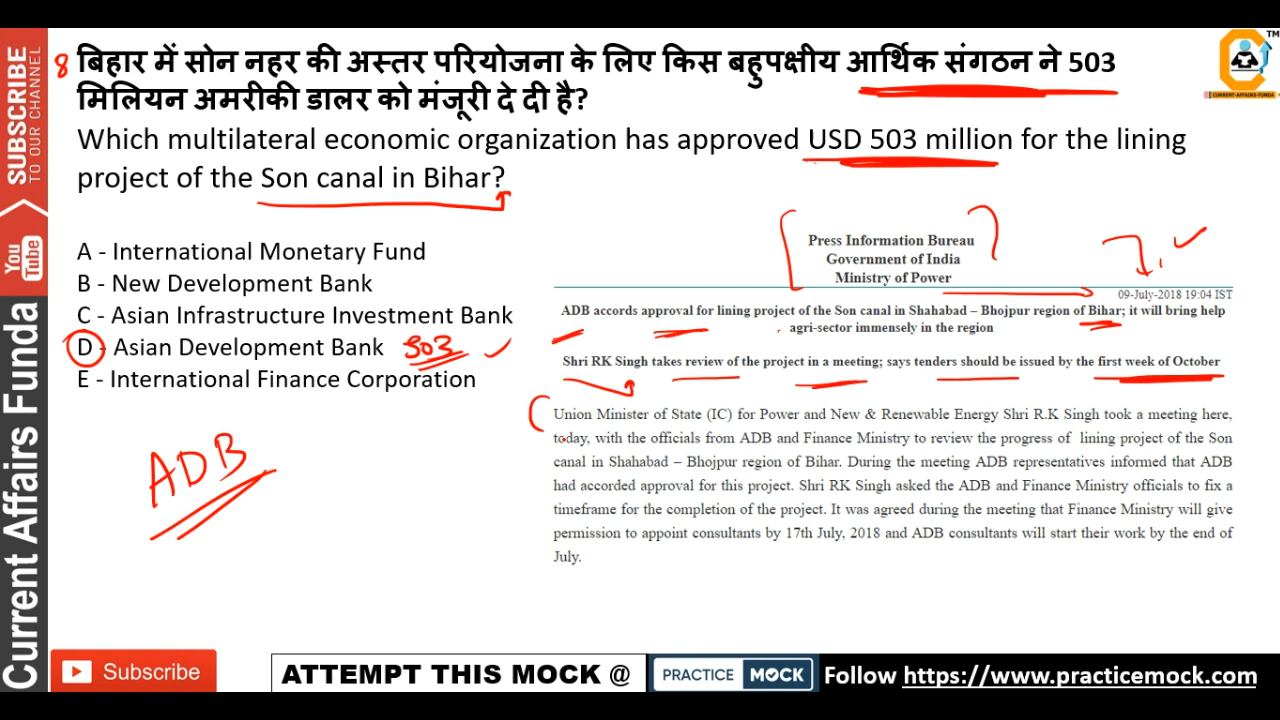 8 बिहार में सोन नहर की अस्तर परियोजना के लिए किस बहुपक्षीय आर्थिक संगठन ने 503
मिलियन अमरीकी डालर को मंजूरी दे दी है?
Which multilateral economic organization has approved USD 503 million for the lining
project of the Son canal in Bihar?
A - International Monetary Fund
B - New Development Bank
C - Asian Infrastructure Investment Bank
D - Asian Development Bank 503
E - International Finance Corporation
ADB
Press Information Bureau
Government of India
Ministry of Power
09-July-2018 19:04 IST
ADB accords approval for lining project of the Son canal in Shahabad – Bhojpur region of Bihar; it will bring help
agri-sector immensely in the region
Shri RK Singh takes review of the project in a meeting; says tenders should be issued by the first week of October
Union Minister of State (IC) for Power and New & Renewable Energy Shri R.K Singh took a meeting here,
today, with the officials from ADB and Finance Ministry to review the progress of lining project of the Son
canal in Shahabad – Bhojpur region of Bihar. During the meeting ADB representatives informed that ADB
had accorded approval for this project. Shri RK Singh asked the ADB and Finance Ministry officials to fix a
timeframe for the completion of the project. It was agreed during the meeting that Finance Ministry will give
permission to appoint consultants by 17th July, 2018 and ADB consultants will start their work by the end of
July.
SUBSCRIBE
TO OUR CHANNEL
You Tube
Current Affairs Funda
TM
CURRENT-AFFAIRS-FUNDA
Subscribe
ATTEMPT THIS MOCK @
PRACTICE MOCK
Follow https://www.practicemock.com